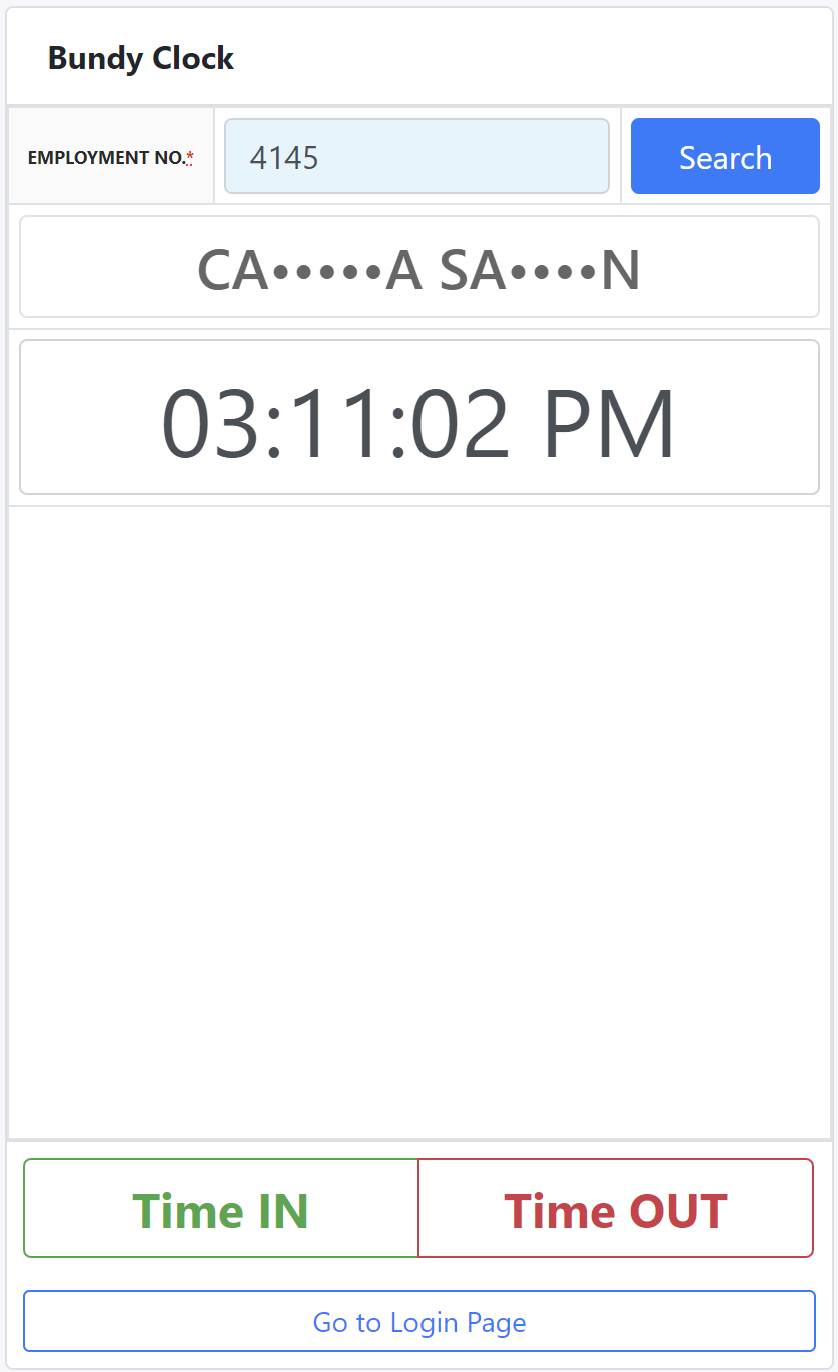 Bundy Clock
EMPLOYMENT NO.*
4145
Search
CA•••••A SA••••N
03:11:02 PM
Time IN
Time OUT
Go to Login Page